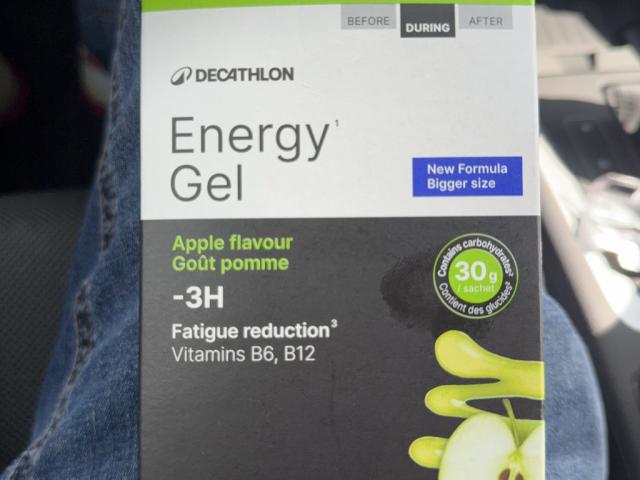 BEFORE DURING AFTER
DECATHLON
Energy¹
Gel
New Formula
Bigger size
Apple flavour
Goût pomme
-3H
Fatigue reduction³
Vitamins B6, B12
Contains carbohydrates²
30g
/ sachet
Contient des glucides²